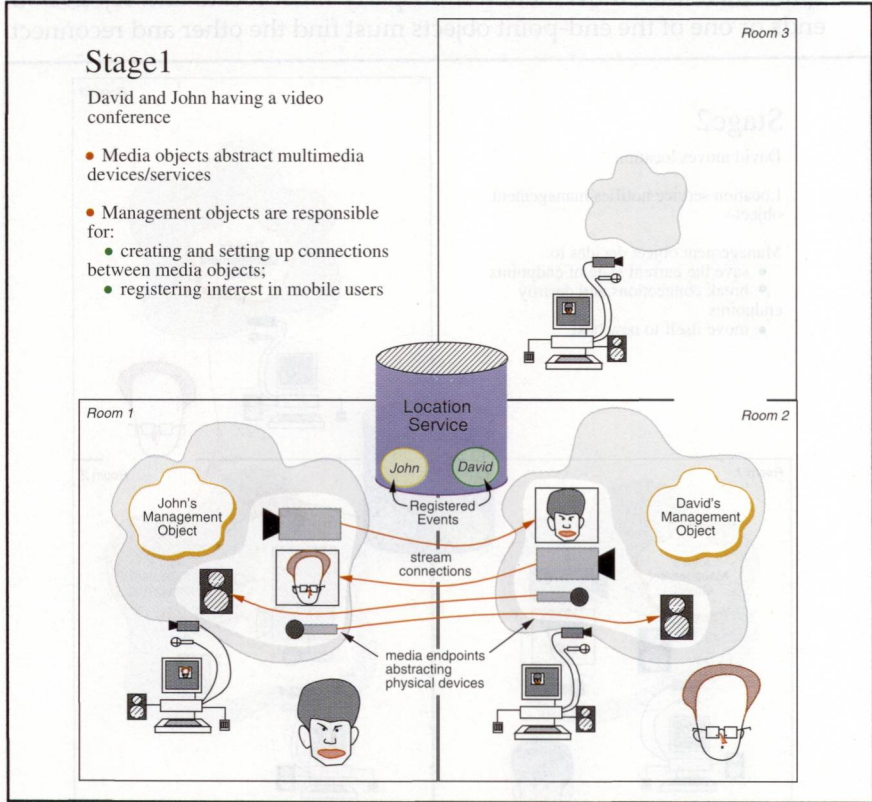 Room 3
Stage1
David and John having a video
conference
• Media objects abstract multimedia
devices/services
• Management objects are responsible
for:
• creating and setting up connections
between media objects;
• registering interest in mobile users
Location
Service
John
David
Registered
Events
Room 1
Room 2
John's
Management
Object
David's
Management
Object
stream
connections
media endpoints
abstracting
physical devices